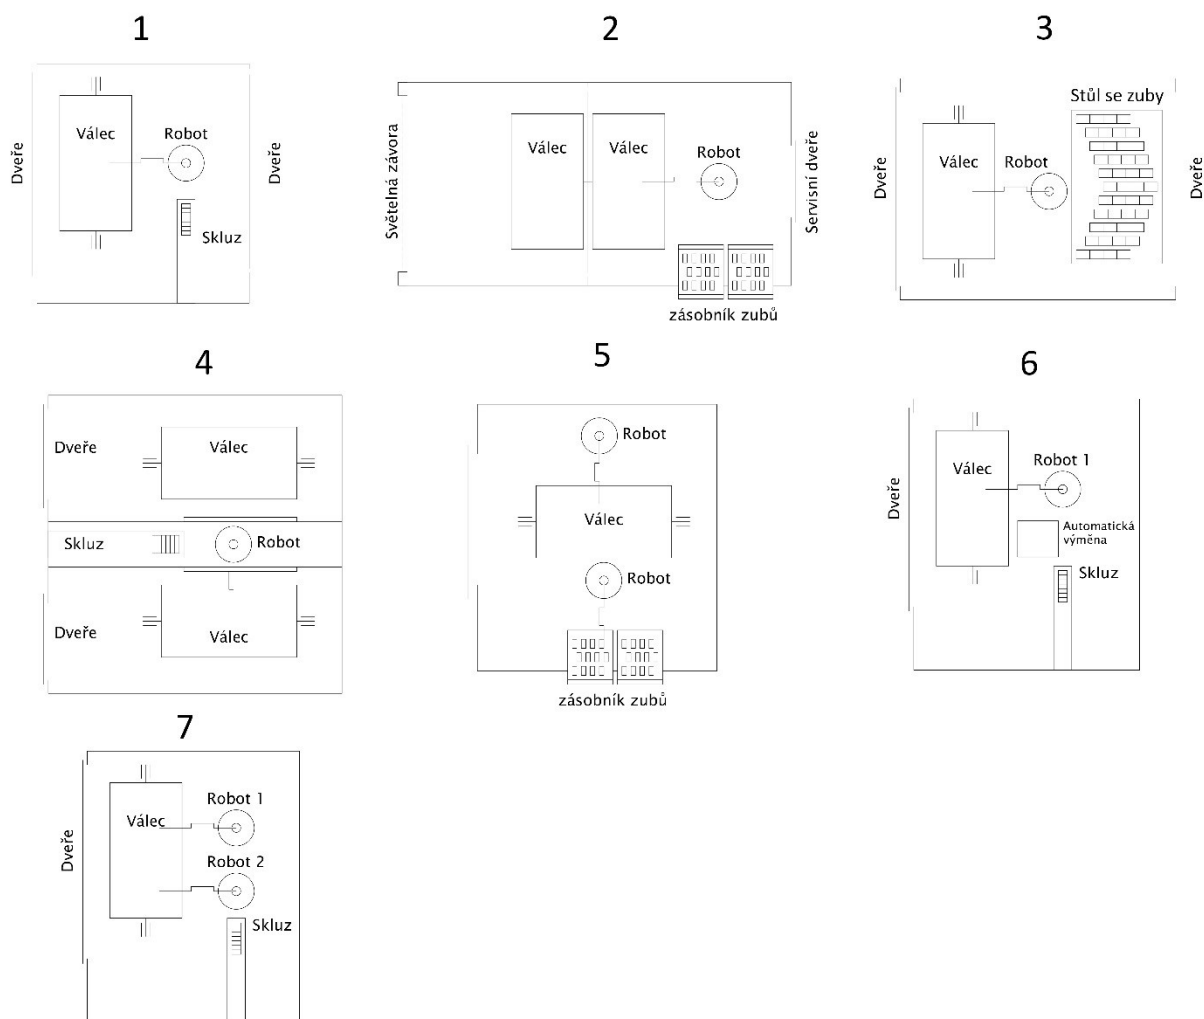 1
Dveře
Válec
Robot
Skluz
Dveře
2
Světelná závora
Válec
Válec
Robot
Servisní dveře
zásobník zubů
3
Stůl se zuby
Dveře
Válec
Robot
Dveře
4
Dveře
Válec
Skluz
Robot
Dveře
Válec
5
Robot
Válec
Robot
zásobník zubů
6
Dveře
Válec
Robot 1
Automatická
výměna
Skluz
7
Dveře
Válec
Robot 1
Robot 2
Skluz